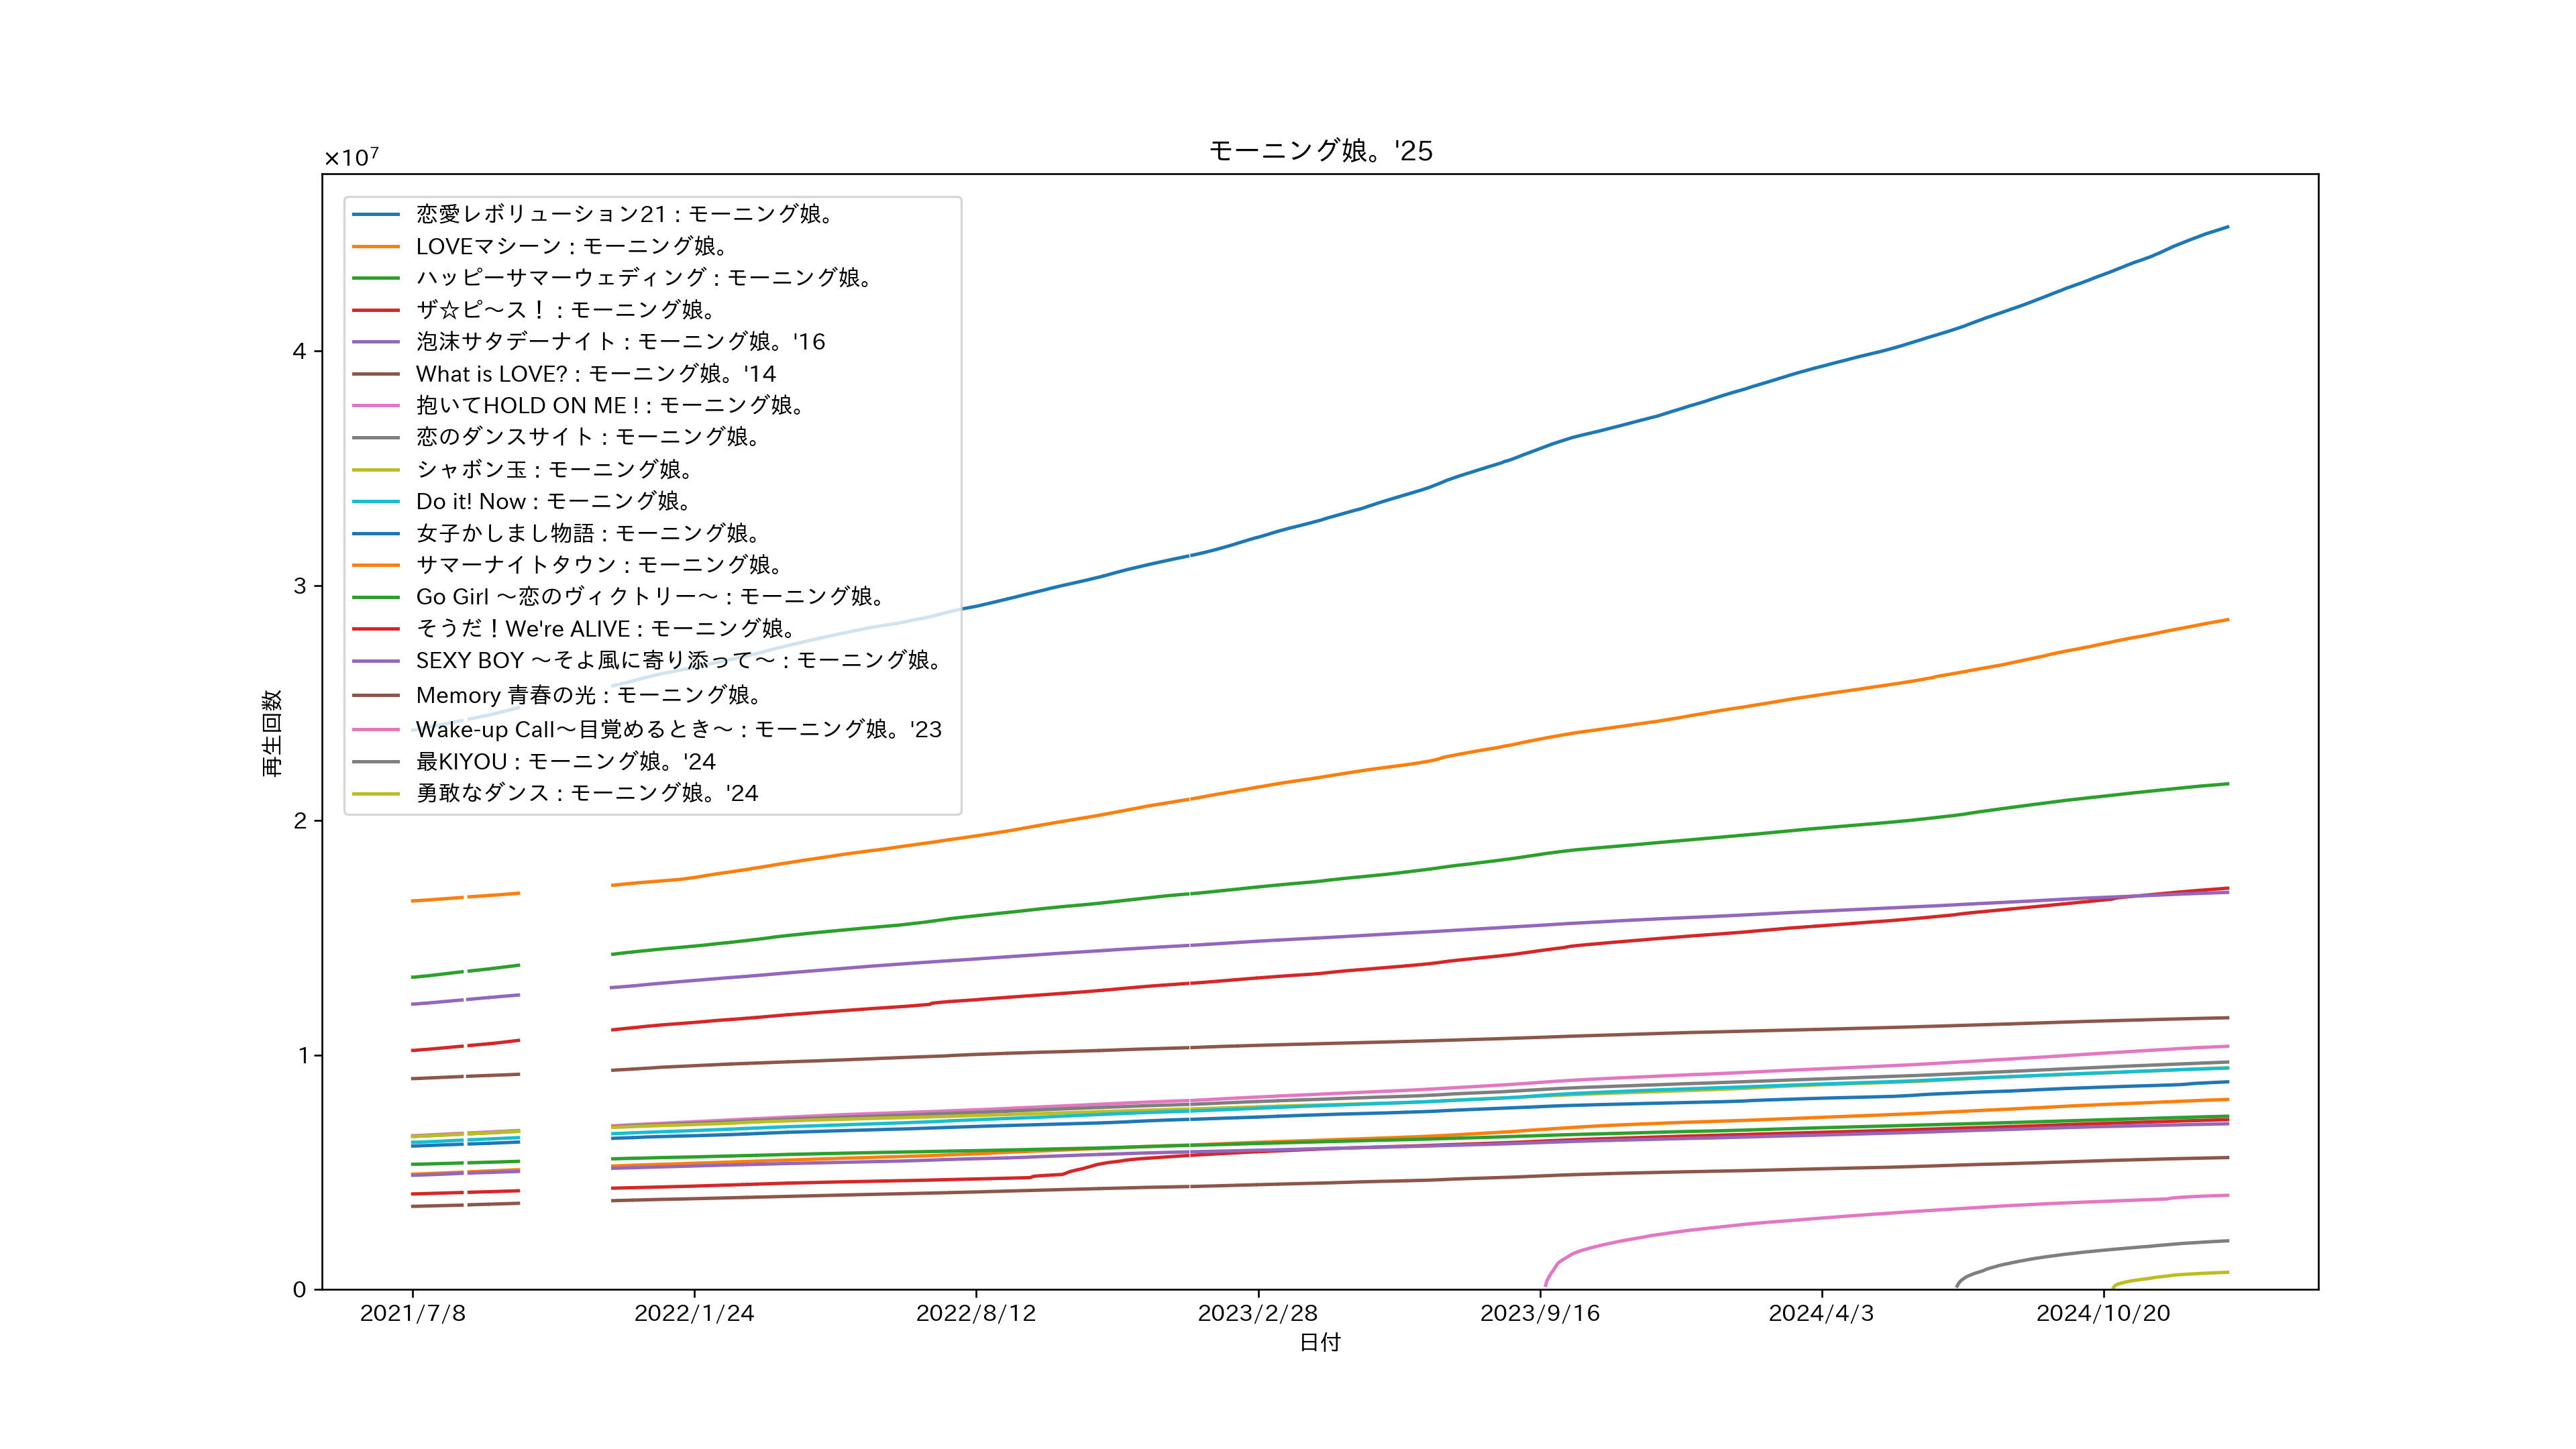 モーニング娘。'25
×10⁷
恋愛レボリューション21 : モーニング娘。
LOVEマシーン : モーニング娘。
ハッピーサマーウェディング : モーニング娘。
ザ☆ピ〜ス！ : モーニング娘。
泡沫サタデーナイト : モーニング娘。'16
What is LOVE? : モーニング娘。'14
抱いてHOLD ON ME ! : モーニング娘。
恋のダンスサイト : モーニング娘。
シャボン玉 : モーニング娘。
Do it! Now : モーニング娘。
女子かしまし物語 : モーニング娘。
サマーナイトタウン : モーニング娘。
Go Girl 〜恋のヴィクトリー〜 : モーニング娘。
そうだ！We're ALIVE : モーニング娘。
SEXY BOY 〜そよ風に寄り添って〜 : モーニング娘。
Memory 青春の光 : モーニング娘。
Wake-up Call〜目覚めるとき〜 : モーニング娘。'23
最KIYOU : モーニング娘。'24
勇敢なダンス : モーニング娘。'24
再生回数
4
3
2
1
0
2021/7/8 2022/1/24 2022/8/12 2023/2/28 2023/9/16 2024/4/3 2024/10/20
日付